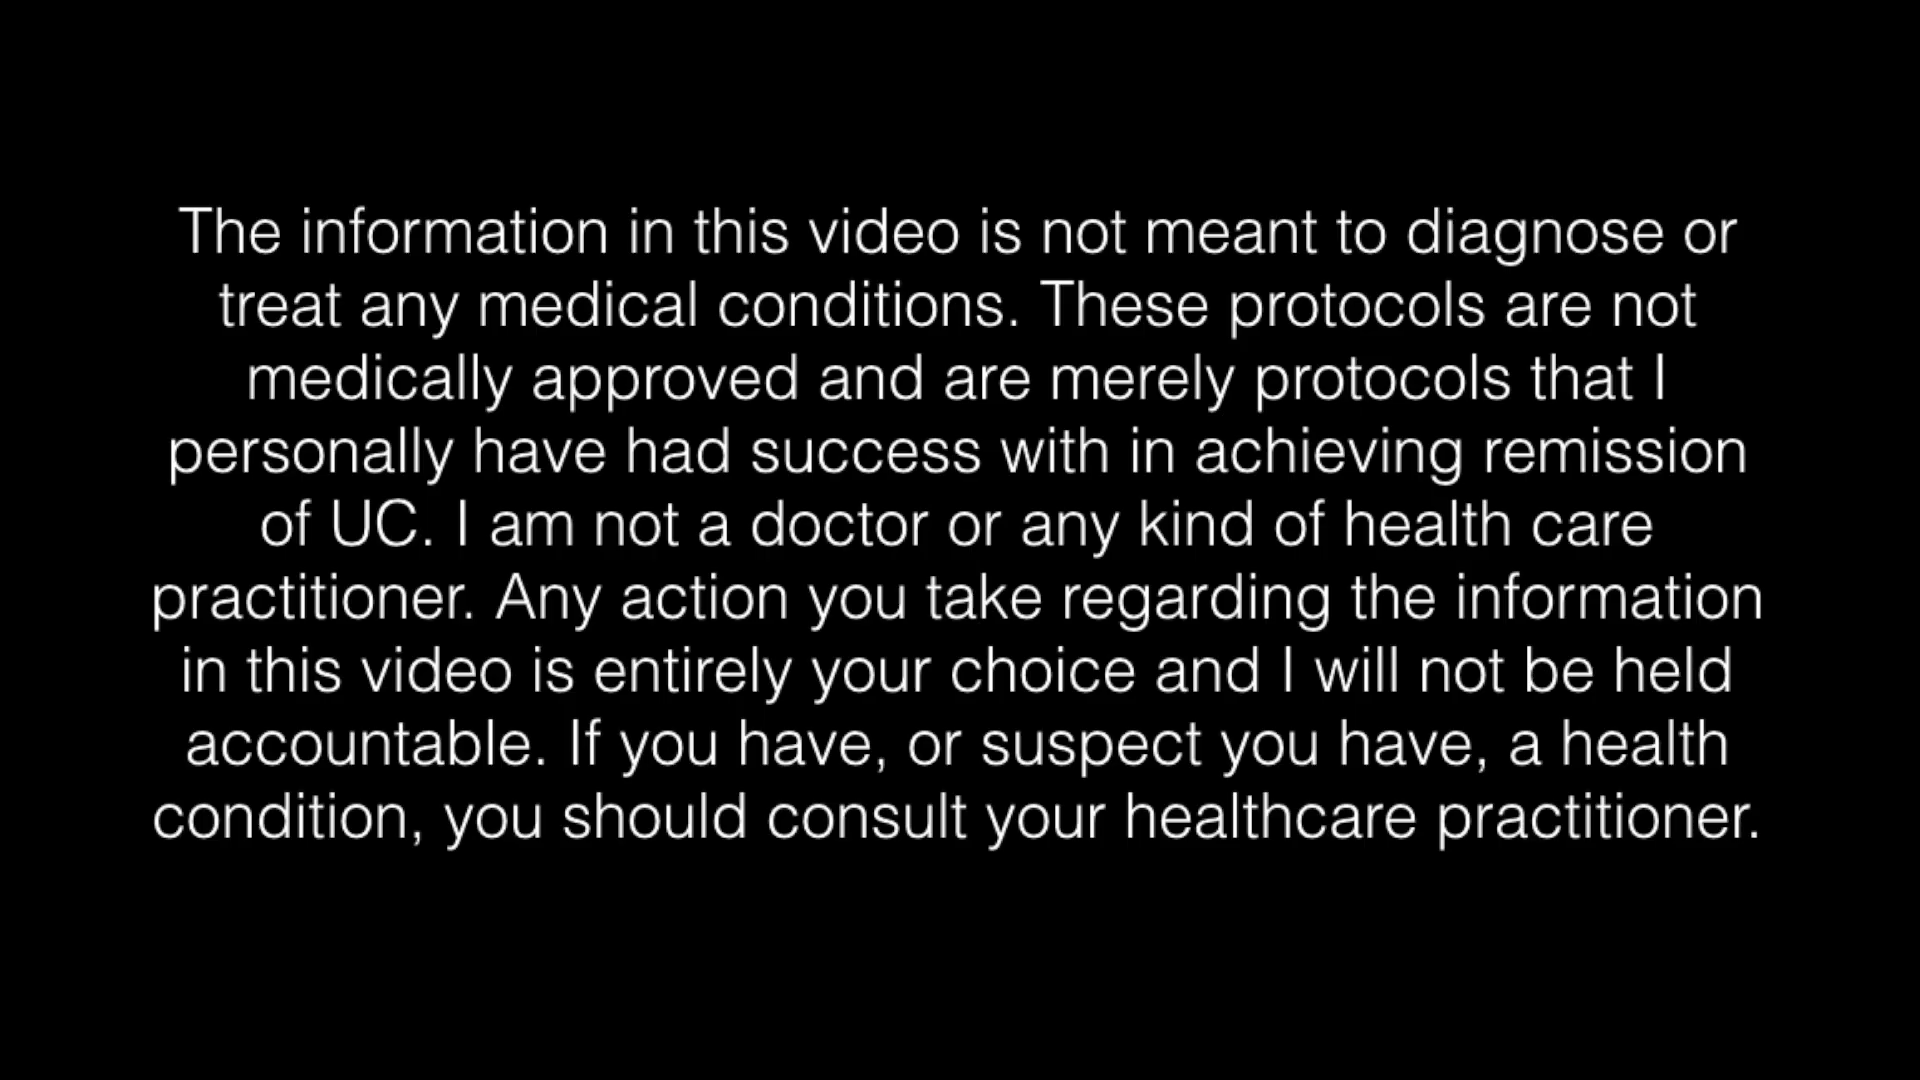 The information in this video is not meant to diagnose or
treat any medical conditions. These protocols are not
medically approved and are merely protocols that I
personally have had success with in achieving remission
of UC. I am not a doctor or any kind of health care
practitioner. Any action you take regarding the information
in this video is entirely your choice and I will not be held
accountable. If you have, or suspect you have, a health
condition, you should consult your healthcare practitioner.